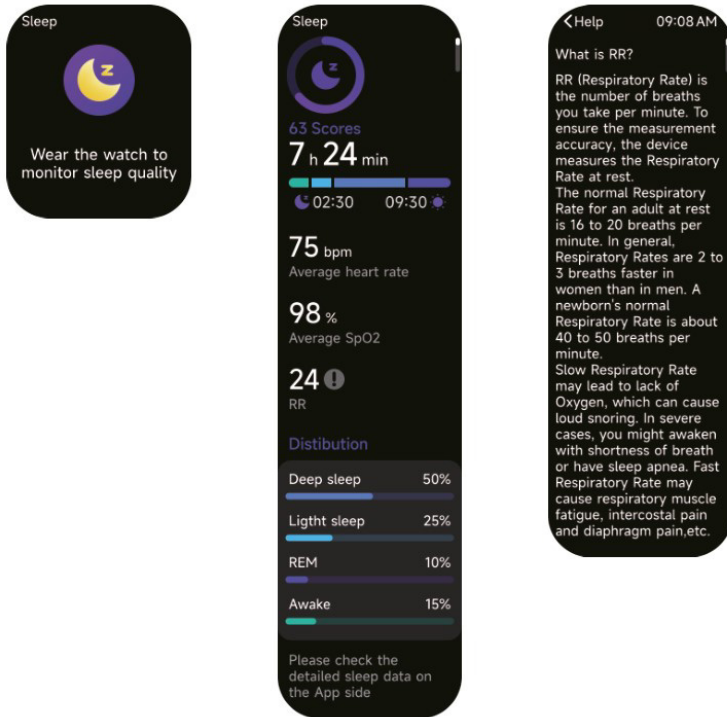 Sleep
Wear the watch to
monitor sleep quality
Sleep
63 Scores
7 h 24 min
02:30 09:30
75 bpm
Average heart rate
98 %
Average SpO2
24
RR
Distibution
Deep sleep 50%
Ligtht sleep 25%
REM 10%
Awake 15%
Please check the
detailed sleep data on
the App side
Help 09:08 AM
What is RR?
RR (Respiratory Rate) is
the number of breaths
you take per minute. To
ensure the measurement
accuracy, the device
measures the Respiratory
Rate at rest.
The normal Respiratory
Rate for an adult at rest
is 16 to 20 breaths per
minute. In general,
Respiratory Rates are 2 to
3 breaths faster in
women than in men. A
newborn's normal
Respiratory Rate is about
40 to 50 breaths per
minute.
Slow Respiratory Rate
may lead to lack of
Oxygen, which can cause
loud snoring. In severe
cases, you might awaken
with shortness of breath
or have sleep apnea. Fast
Respiratory Rate may
cause respiratory muscle
fatigue, intercostal pain
and diaphragm pain,etc.